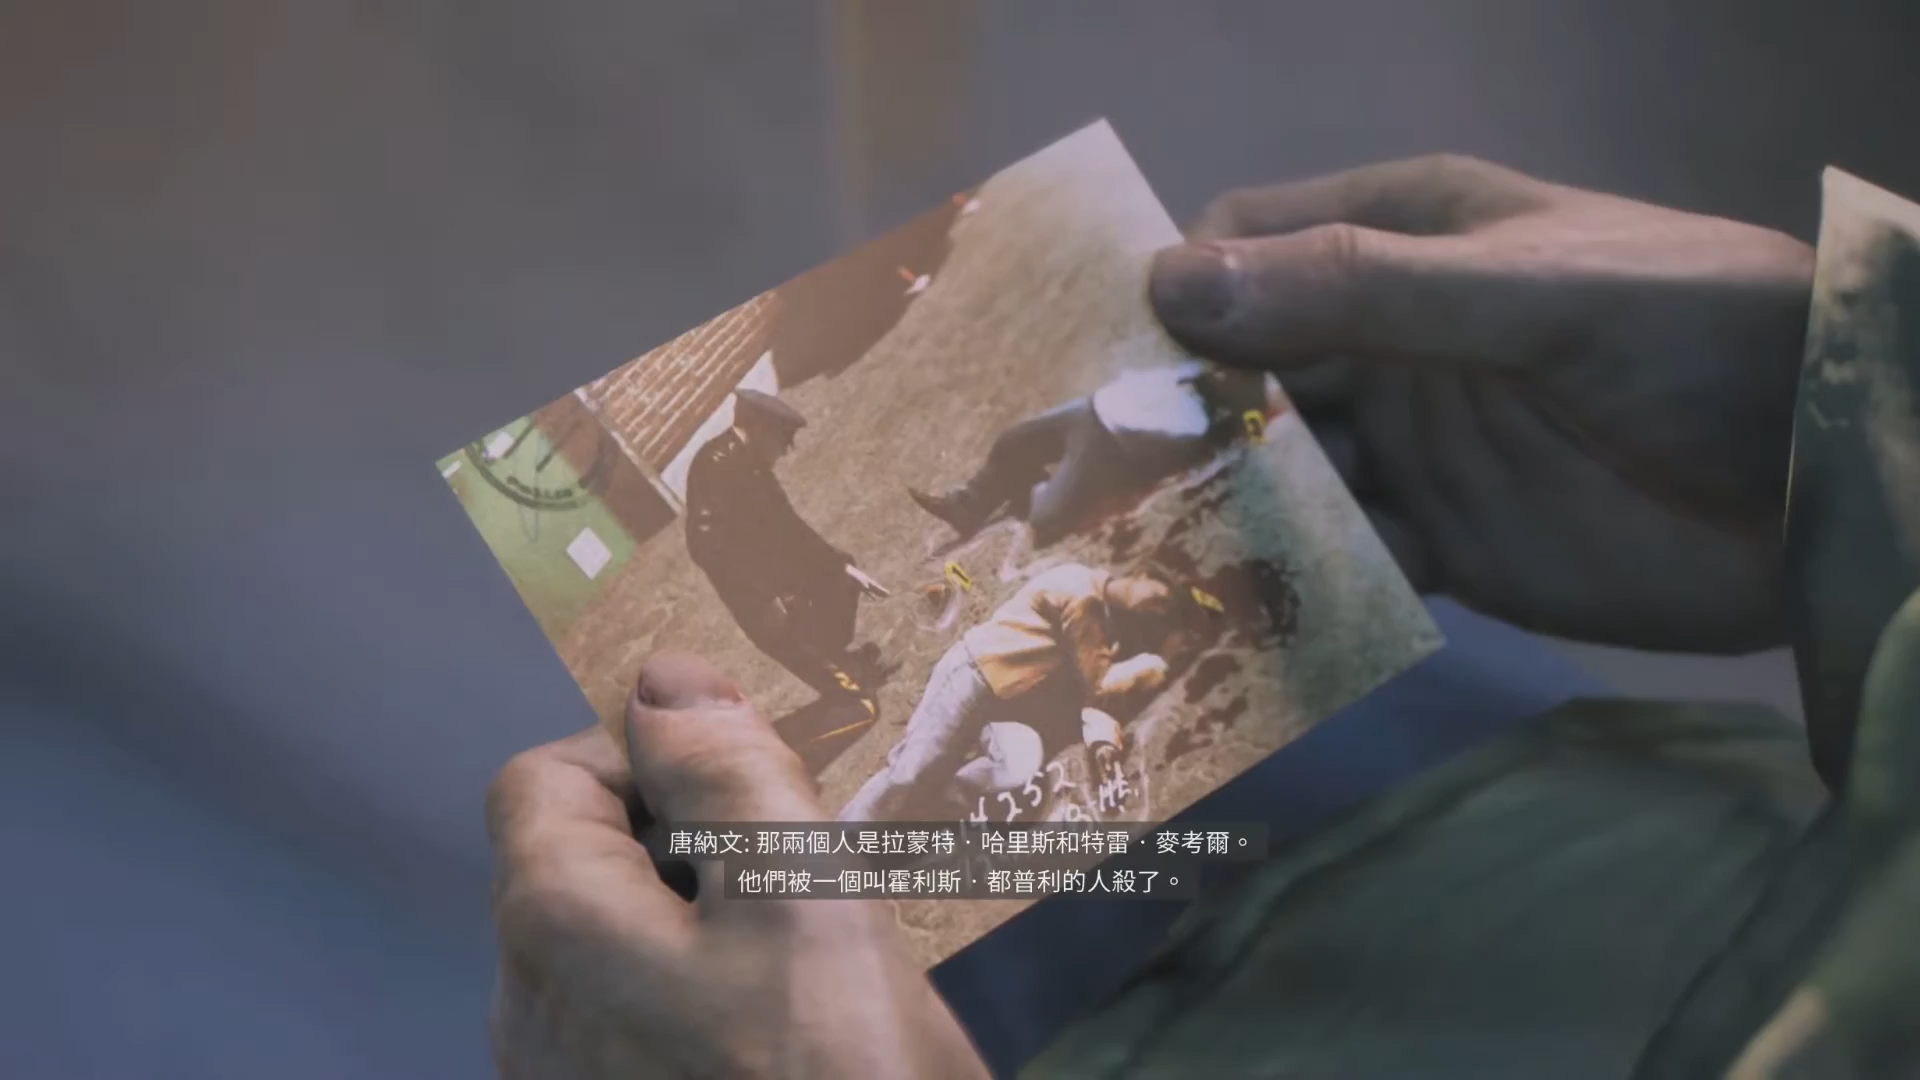 14252
唐納文: 那兩個人是拉蒙特．哈里斯和特雷．麥考爾。
他們被一個叫霍利斯．都普利的人殺了。